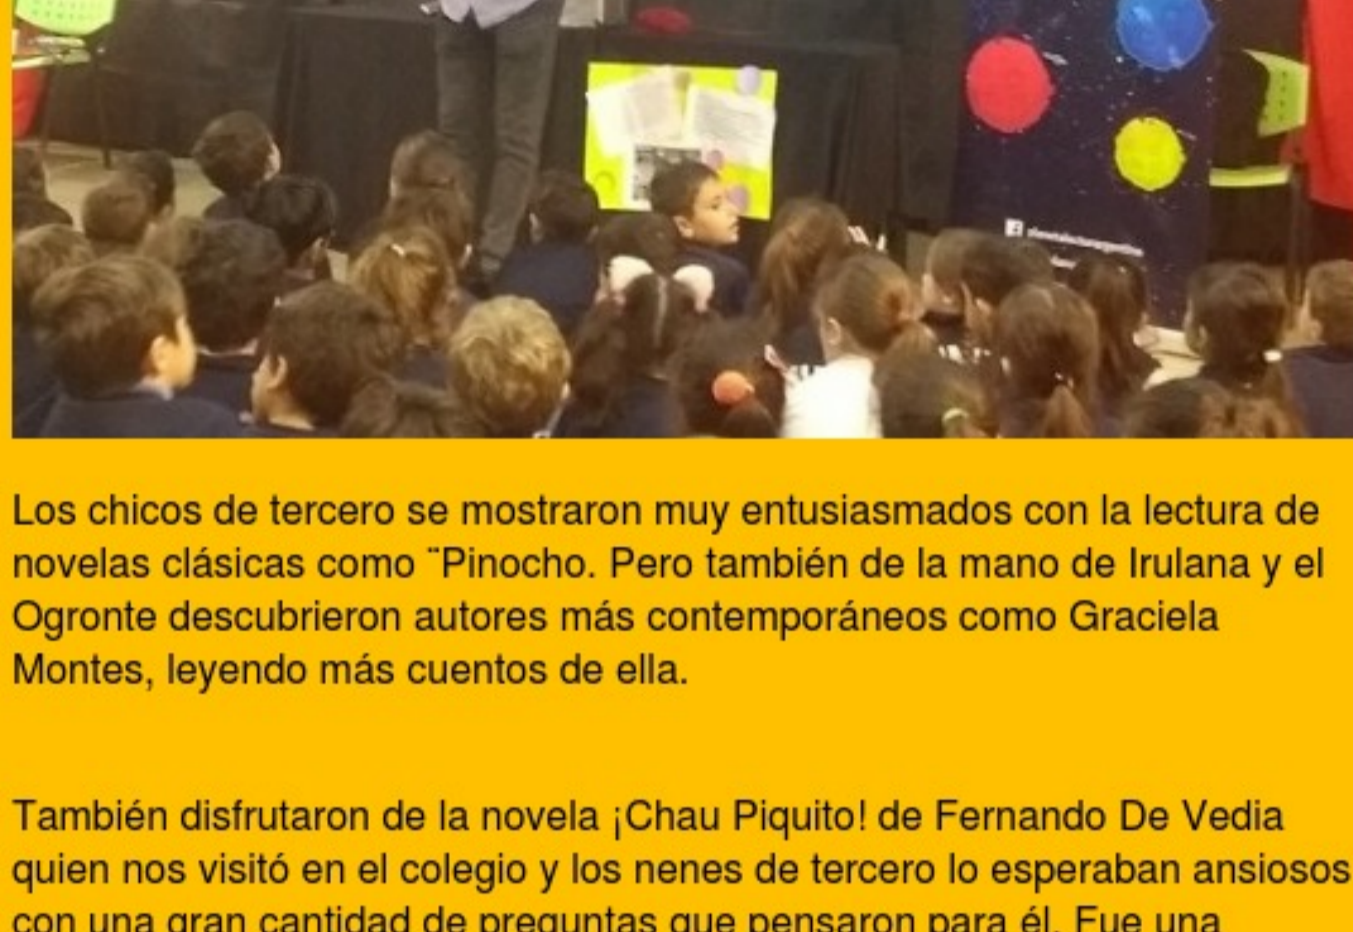 Los chicos de tercero se mostraron muy entusiasmados con la lectura de
novelas clásicas como ¨Pinocho. Pero también de la mano de Irulana y el
Ogronte descubrieron autores más contemporáneos como Graciela
Montes, leyendo más cuentos de ella.
También disfrutaron de la novela ¡Chau Piquito! de Fernando De Vedia
quien nos visitó en el colegio y los nenes de tercero lo esperaban ansiosos
con una gran cantidad de preguntas que pensaron para él. Fue una